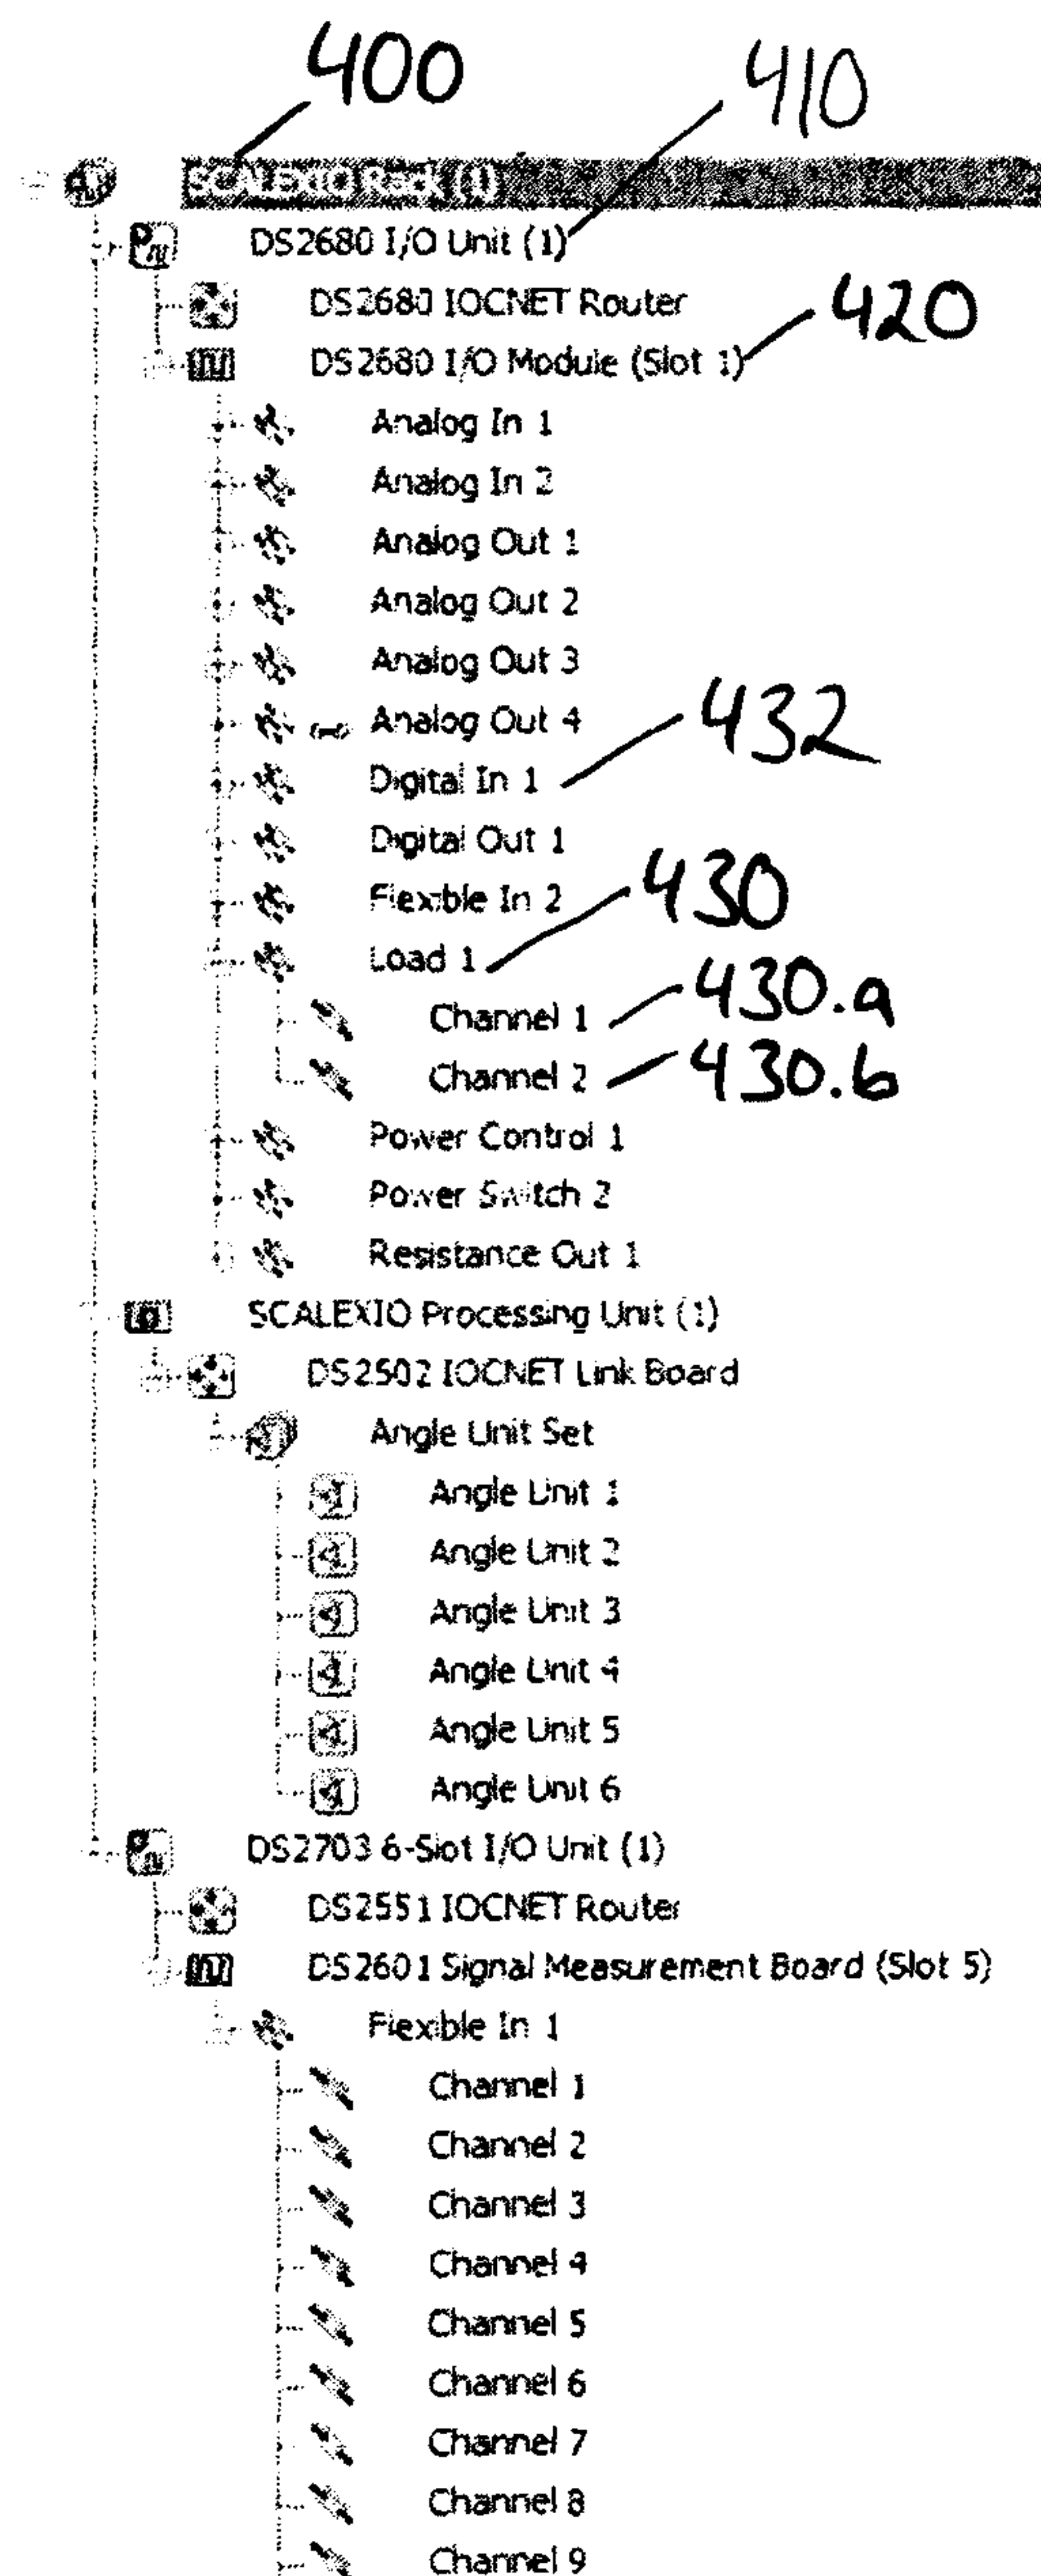 400 410
SCALEXIO Rack (1)
DS2680 I/O Unit (1)
DS2680 IOCNET Router
420
DS2680 I/O Module (Slot 1)
Analog In 1
Analog In 2
Analog Out 1
Analog Out 2
Analog Out 3
Analog Out 4 432
Digital In 1
Digital Out 1
Flexible In 2 430
Load 1
Channel 1 430.a
Channel 2 430.b
Power Control 1
Power Switch 2
Resistance Out 1
SCALEXIO Processing Unit (1)
DS2502 IOCNET Link Board
Angle Unit Set
Angle Unit 1
Angle Unit 2
Angle Unit 3
Angle Unit 4
Angle Unit 5
Angle Unit 6
DS2703 6-Slot I/O Unit (1)
DS2551 IOCNET Router
DS2601 Signal Measurement Board (Slot 5)
Flexible In 1
Channel 1
Channel 2
Channel 3
Channel 4
Channel 5
Channel 6
Channel 7
Channel 8
Channel 9